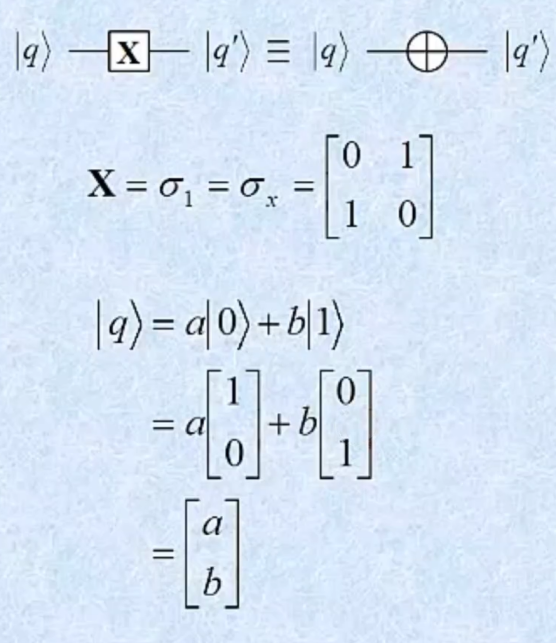 |q⟩ —[X]— |q'⟩ ≡ |q⟩ —⊕— |q'⟩
X = σ₁ = σₓ = [0 1; 1 0]
|q⟩ = a|0⟩ + b|1⟩
= a[1; 0] + b[0; 1]
= [a; b]